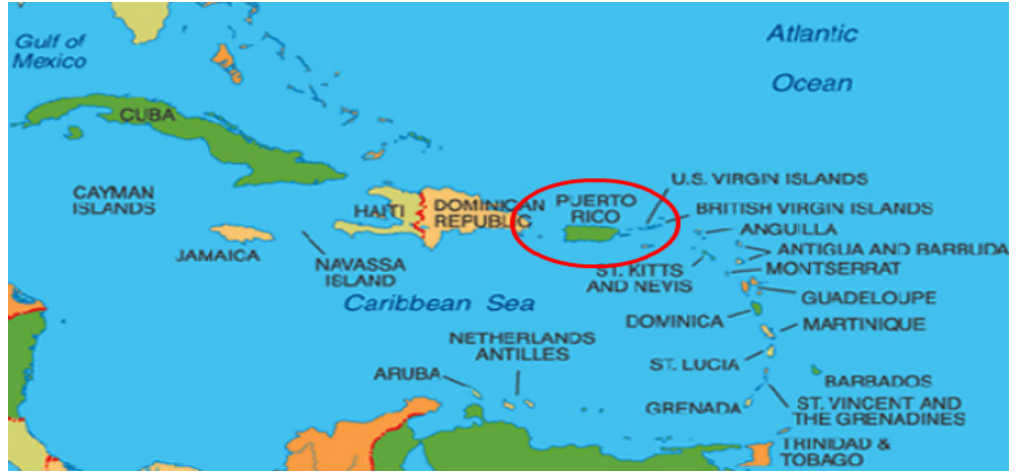 Gulf of
Mexico
Atlantic
Ocean
CUBA
CAYMAN
ISLANDS
HAITI
DOMINICAN
REPUBLIC
PUERTO
RICO
U.S. VIRGIN ISLANDS
BRITISH VIRGIN ISLANDS
ANGUILLA
ANTIGUA AND BARBUDA
JAMAICA
NAVASSA
ISLAND
ST. KITTS
AND NEVIS
MONTSERRAT
GUADELOUPE
Caribbean Sea
DOMINICA
MARTINIQUE
NETHERLANDS
ANTILLES
ST. LUCIA
ARUBA
BARBADOS
GRENADA
ST. VINCENT AND
THE GRENADINES
TRINIDAD &
TOBAGO